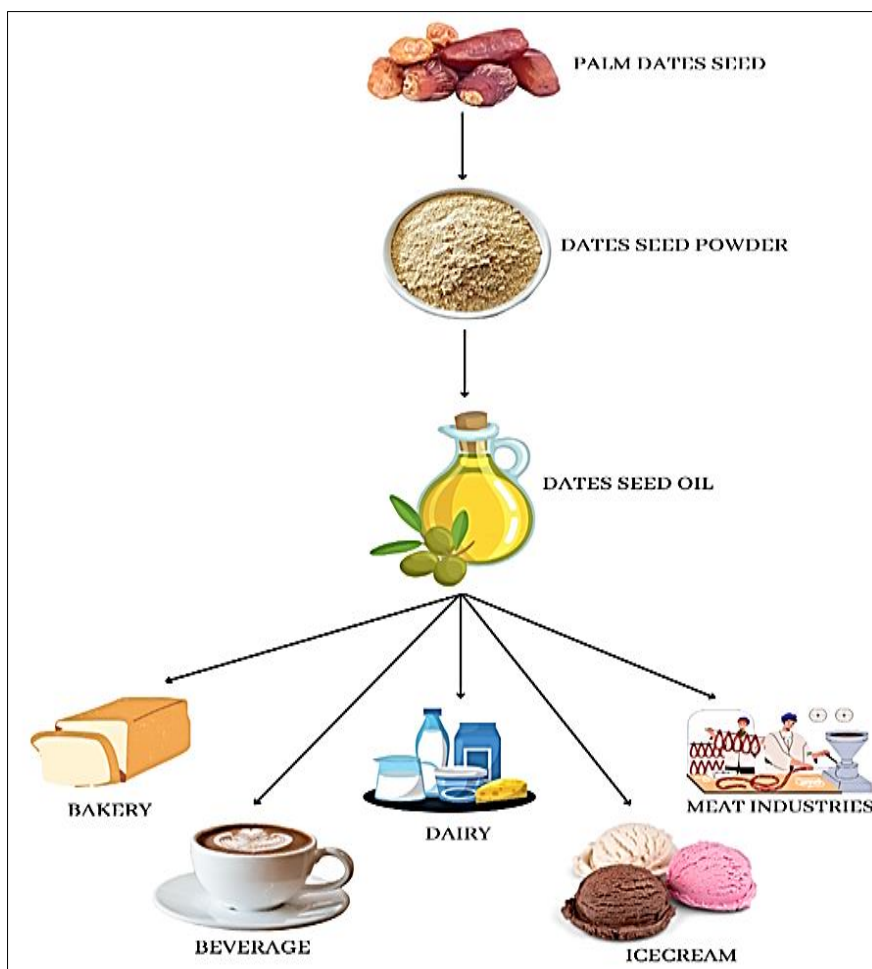 PALM DATES SEED
DATES SEED POWDER
DATES SEED OIL
BAKERY
DAIRY
MEAT INDUSTRIES
BEVERAGE
ICECREAM